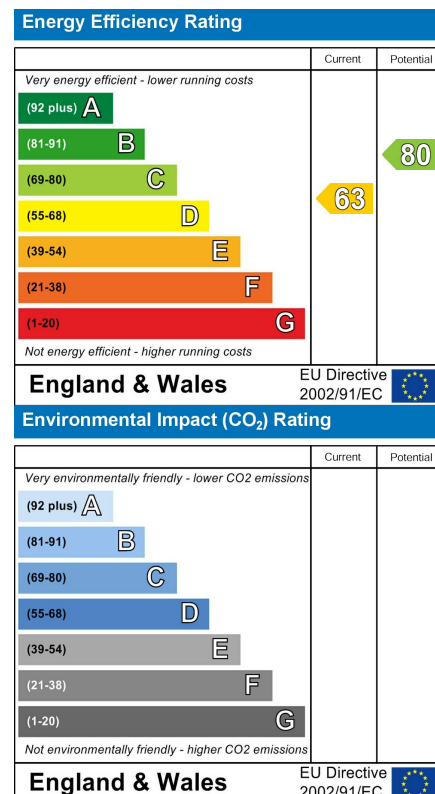 Energy Efficiency Rating
Current Potential
Very energy efficient - lower running costs
(92 plus) A
(81-91) B
(69-80) C
(55-68) D
(39-54) E
(21-38) F
(1-20) G
63
80
Not energy efficient - higher running costs
England & Wales
EU Directive
2002/91/EC
Environmental Impact (CO₂) Rating
Current Potential
Very environmentally friendly - lower CO2 emissions
(92 plus) A
(81-91) B
(69-80) C
(55-68) D
(39-54) E
(21-38) F
(1-20) G
Not environmentally friendly - higher CO2 emissions
England & Wales
EU Directive
2002/91/EC